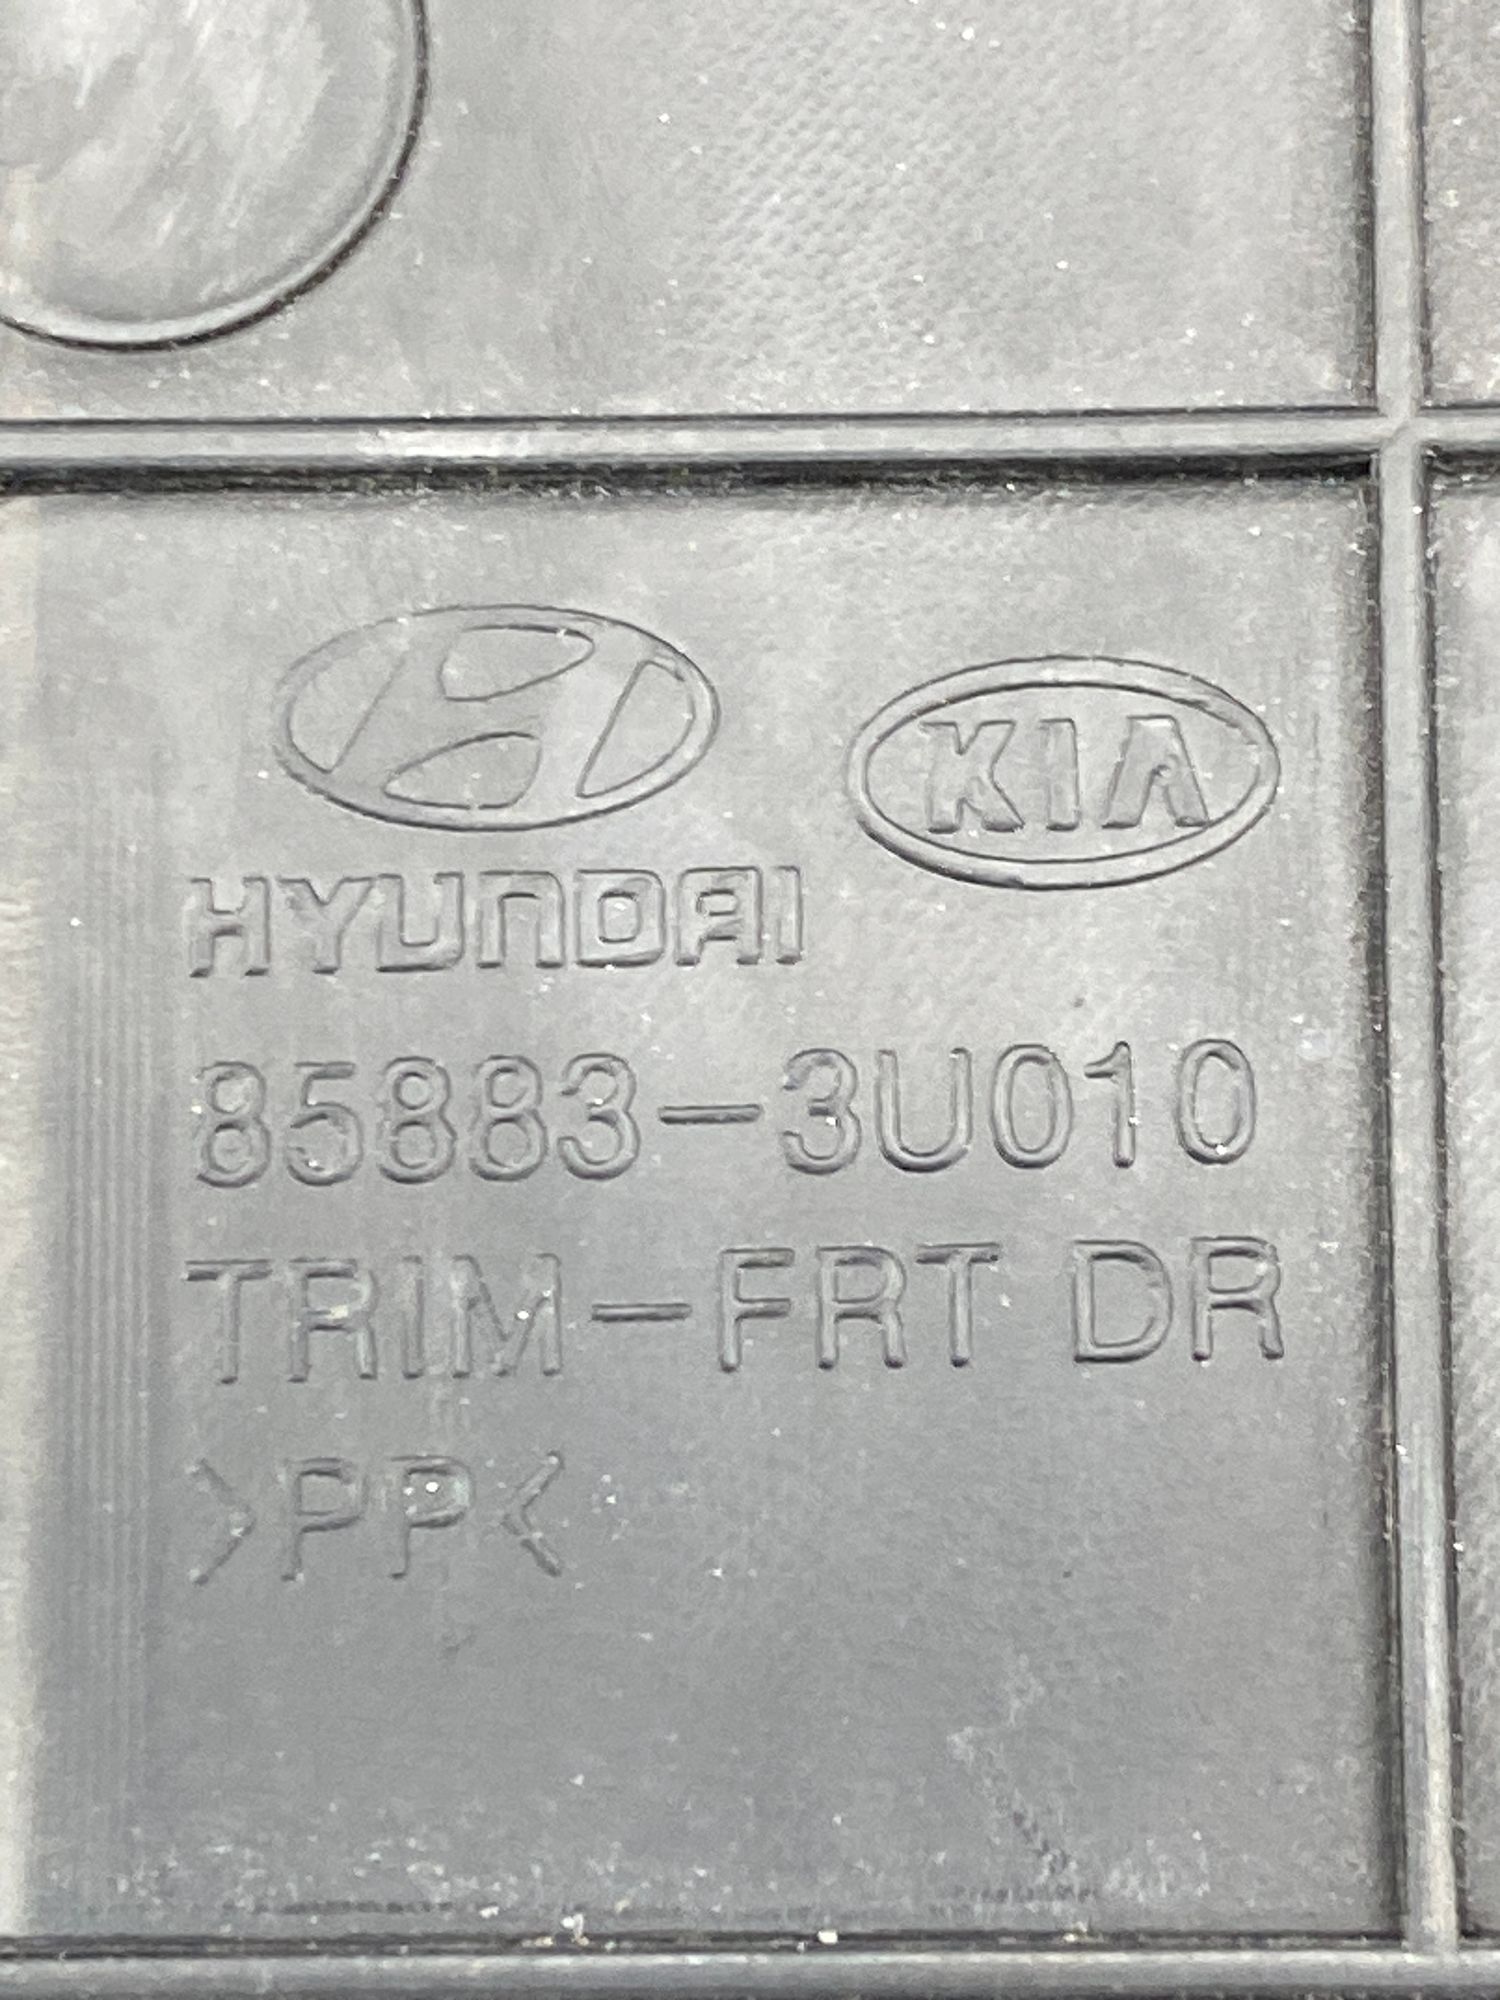 KIA
HYUNDAI
85883-3U010
TRIM-FRT DR
>PP<